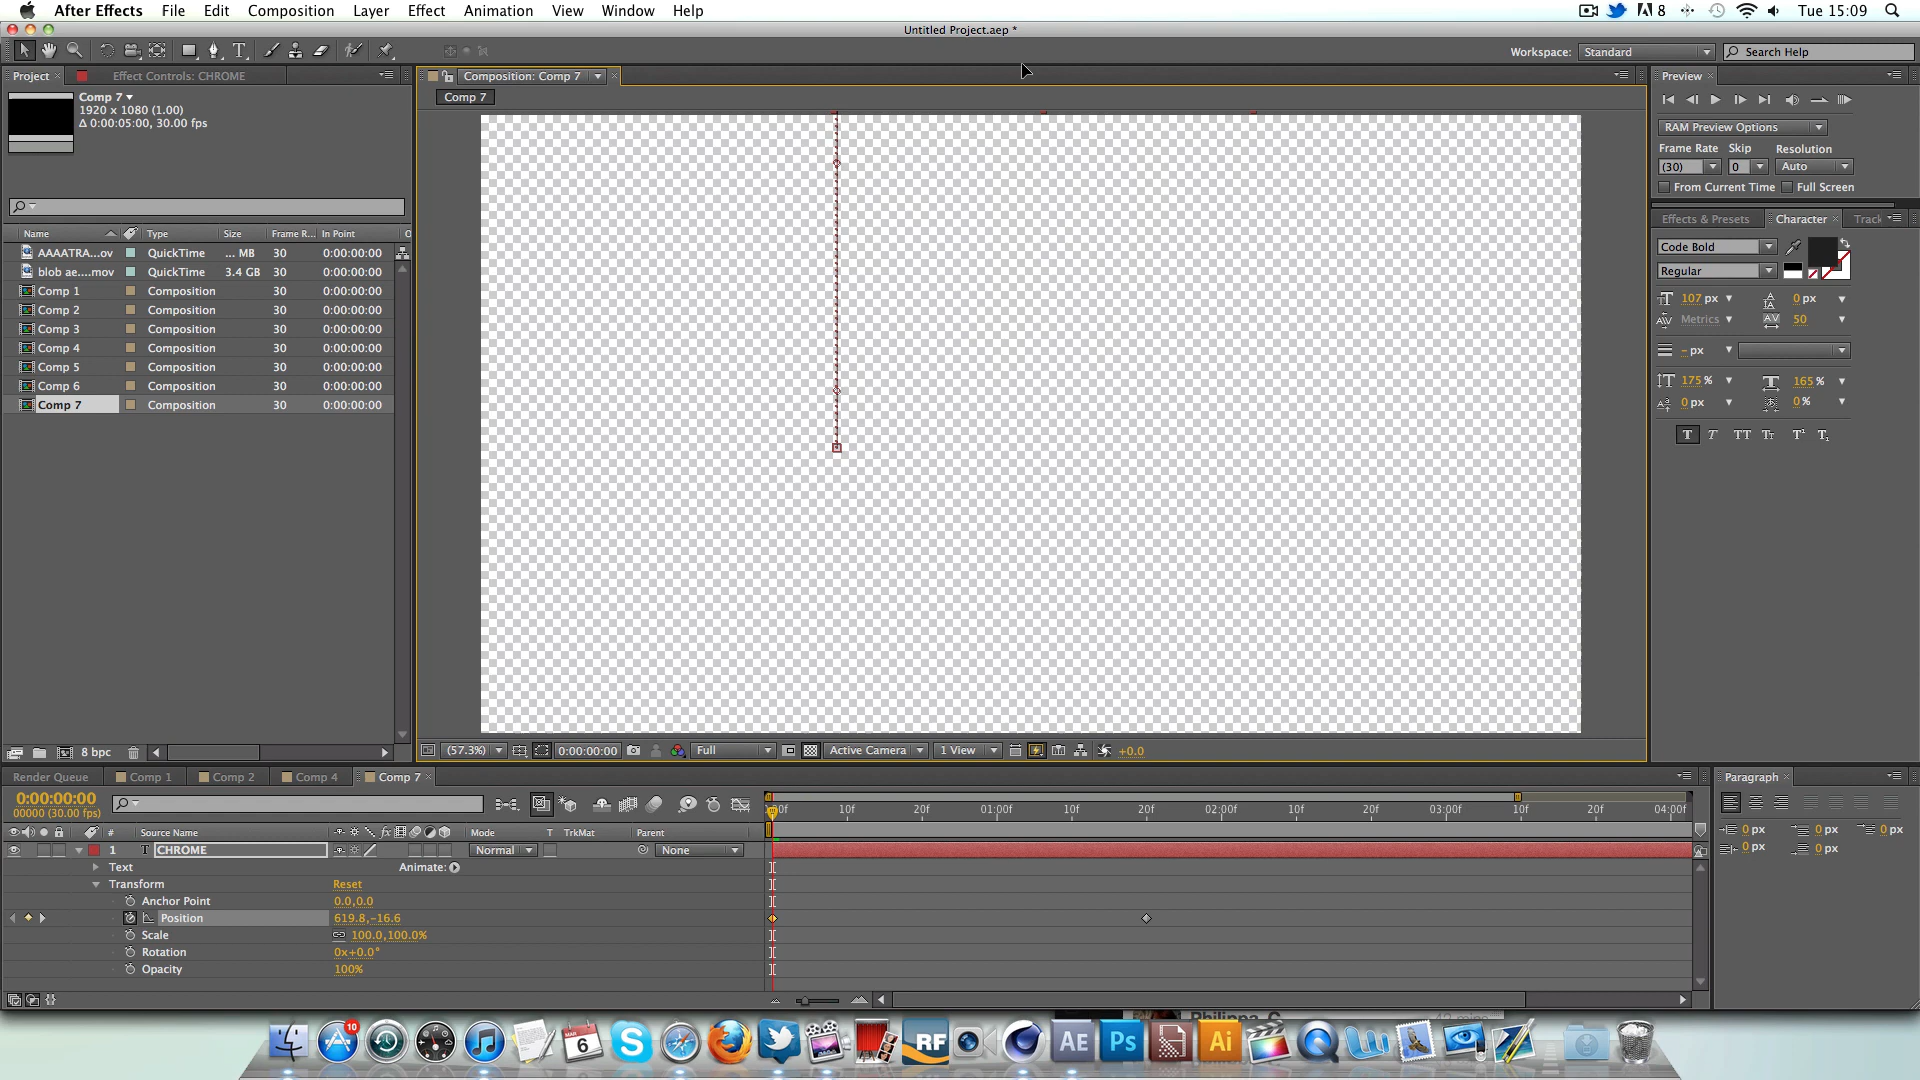 After Effects File Edit Composition Layer Effect Animation View Window Help
8 Tue 15:09
Untitled Project.aep *
Workspace: Standard Search Help
Project Effect Controls: CHROME
Composition: Comp 7
Preview
Comp 7
1920 x 1080 (1.00)
Δ 0:00:05:00, 30.00 fps
Comp 7
RAM Preview Options
Frame Rate Skip Resolution
(30) 0 Auto
From Current Time Full Screen
Effects & Presets Character Track
Code Bold
Regular
107 px 0 px
Metrics 50
- px
175 % 165 %
0 px 0 %
T T TT Tt T¹ T₁
Name Type Size Frame R... In Point
AAAATRA...ov QuickTime ... MB 30 0:00:00:00
blob ae....mov QuickTime 3.4 GB 30 0:00:00:00
Comp 1 Composition 30 0:00:00:00
Comp 2 Composition 30 0:00:00:00
Comp 3 Composition 30 0:00:00:00
Comp 4 Composition 30 0:00:00:00
Comp 5 Composition 30 0:00:00:00
Comp 6 Composition 30 0:00:00:00
Comp 7 Composition 30 0:00:00:00
8 bpc
(57.3%) 0:00:00:00 Full Active Camera 1 View +0.0
Render Queue Comp 1 Comp 2 Comp 4 Comp 7
Paragraph
0:00:00:00
00000 (30.00 fps)
:00f 10f 20f 01:00f 10f 20f 02:00f 10f 20f 03:00f 10f 20f 04:00f
# Source Name fx Mode T TrkMat Parent
1 T CHROME Normal None
Text Animate:
Transform Reset
Anchor Point 0.0,0.0
Position 619.8,-16.6
Scale 100.0,100.0%
Rotation 0x+0.0°
Opacity 100%
0 px 0 px 0 px
0 px 0 px
Philippa C
42 mins
10
MAR
6
S
RF
AE
Ps
Ai
W